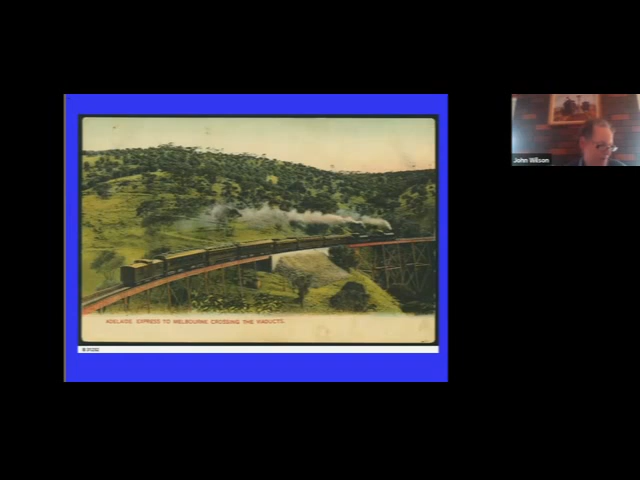 ADELAIDE EXPRESS TO MELBOURNE CROSSING THE VIADUCTS.
John Wilson